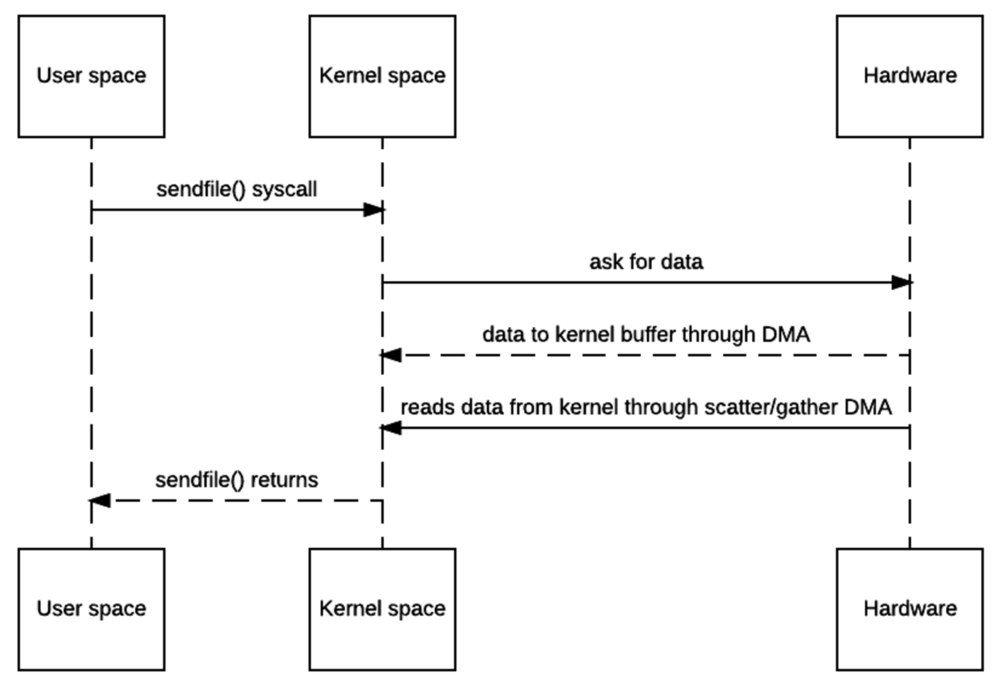 User space
Kernel space
Hardware
sendfile() syscall
ask for data
data to kernel buffer through DMA
reads data from kernel through scatter/gather DMA
sendfile() returns
User space
Kernel space
Hardware